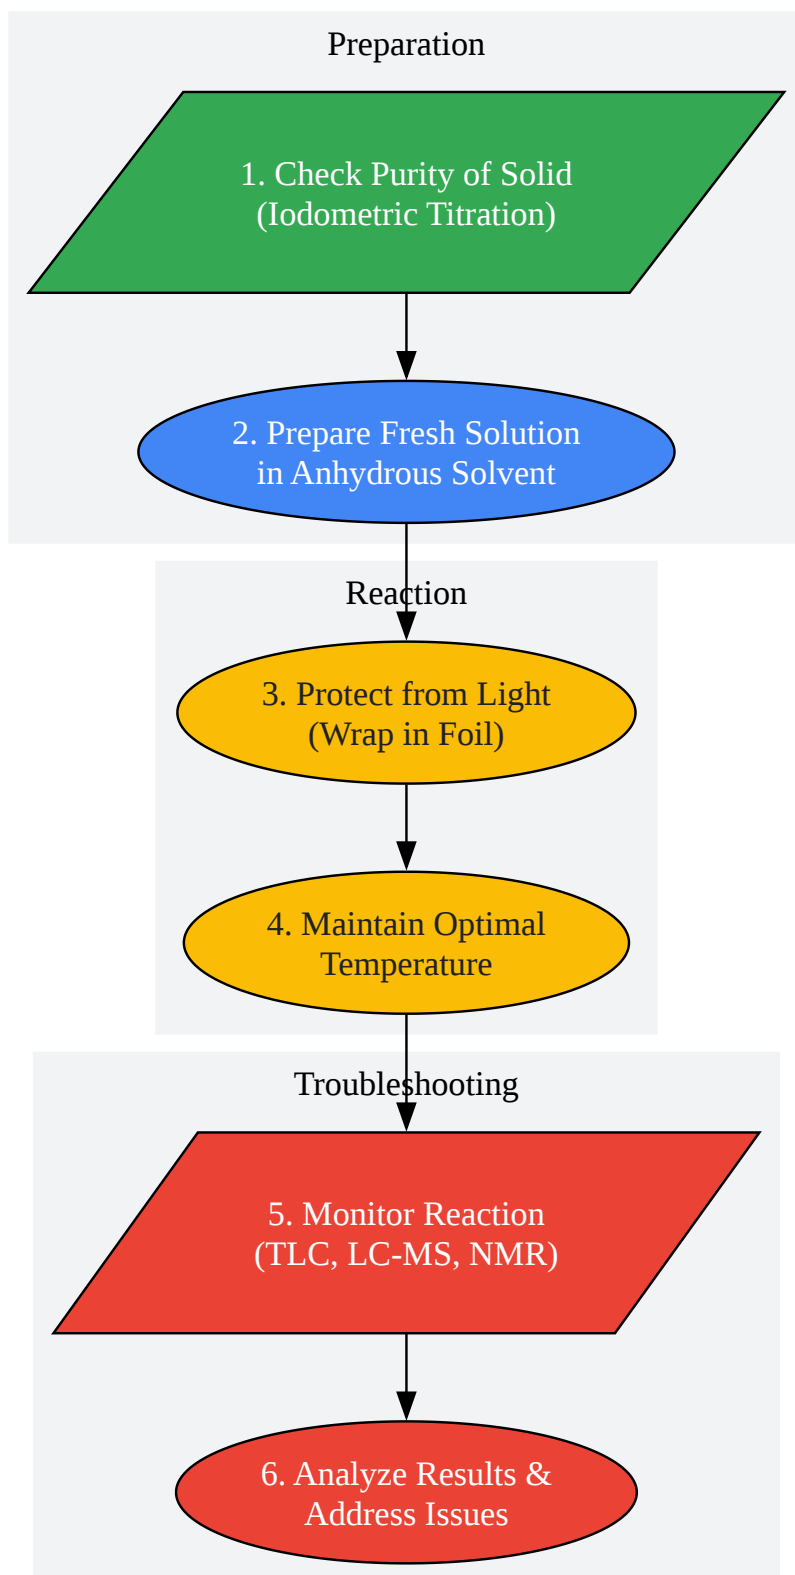 Preparation
1. Check Purity of Solid
(Iodometric Titration)
2. Prepare Fresh Solution
in Anhydrous Solvent
Reaction
3. Protect from Light
(Wrap in Foil)
4. Maintain Optimal
Temperature
Troubleshooting
5. Monitor Reaction
(TLC, LC-MS, NMR)
6. Analyze Results &
Address Issues